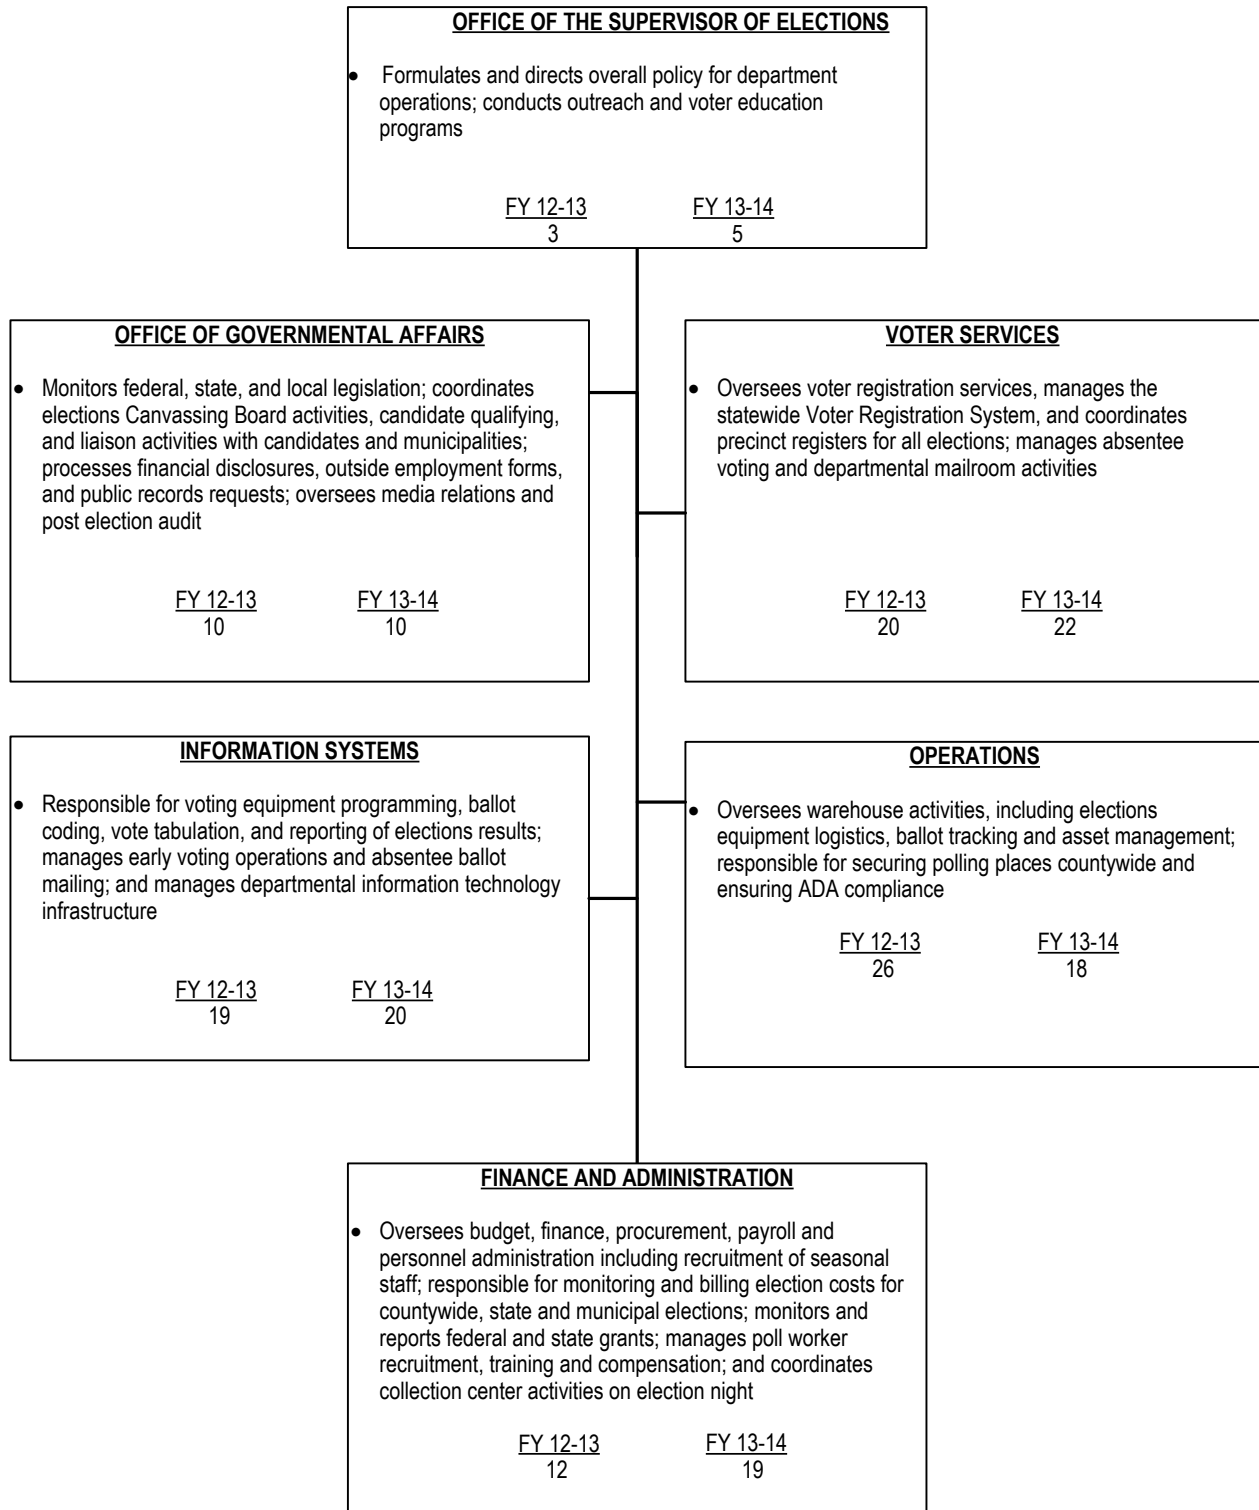 OFFICE OF THE SUPERVISOR OF ELECTIONS
• Formulates and directs overall policy for department
operations; conducts outreach and voter education
programs
FY 12-13 FY 13-14
3 5
OFFICE OF GOVERNMENTAL AFFAIRS
• Monitors federal, state, and local legislation; coordinates
elections Canvassing Board activities, candidate qualifying,
and liaison activities with candidates and municipalities;
processes financial disclosures, outside employment forms,
and public records requests; oversees media relations and
post election audit
FY 12-13 FY 13-14
10 10
VOTER SERVICES
• Oversees voter registration services, manages the
statewide Voter Registration System, and coordinates
precinct registers for all elections; manages absentee
voting and departmental mailroom activities
FY 12-13 FY 13-14
20 22
INFORMATION SYSTEMS
• Responsible for voting equipment programming, ballot
coding, vote tabulation, and reporting of elections results;
manages early voting operations and absentee ballot
mailing; and manages departmental information technology
infrastructure
FY 12-13 FY 13-14
19 20
OPERATIONS
• Oversees warehouse activities, including elections
equipment logistics, ballot tracking and asset management;
responsible for securing polling places countywide and
ensuring ADA compliance
FY 12-13 FY 13-14
26 18
FINANCE AND ADMINISTRATION
• Oversees budget, finance, procurement, payroll and
personnel administration including recruitment of seasonal
staff; responsible for monitoring and billing election costs for
countywide, state and municipal elections; monitors and
reports federal and state grants; manages poll worker
recruitment, training and compensation; and coordinates
collection center activities on election night
FY 12-13 FY 13-14
12 19